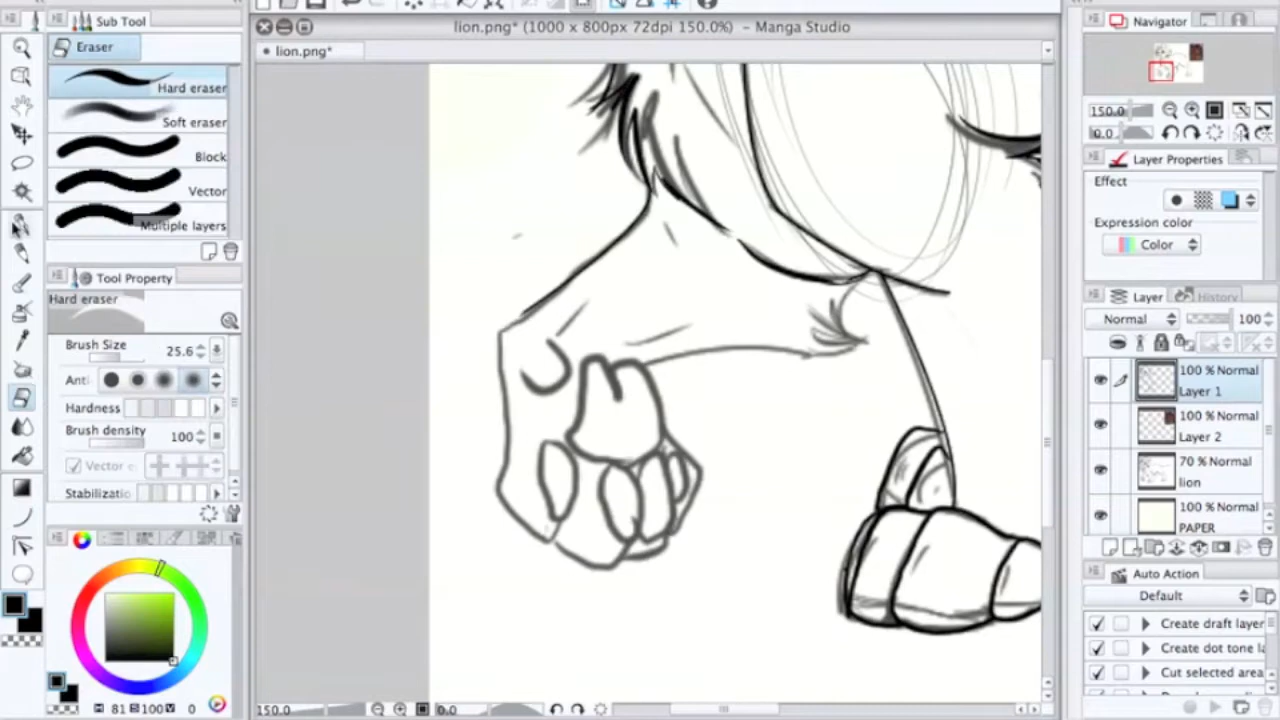 lion.png* (1000 x 800px 72dpi 150.0%) - Manga Studio
lion.png*
Sub Tool
Eraser
Hard eraser
Soft eraser
Block
Vector
Multiple layers
Tool Property
Hard eraser
Brush Size 25.6
Anti
Hardness
Brush density 100
Vector e
Stabilizatio
H 81 S 100 V 0
150.0
0.0
Navigator
150.0
0.0
Layer Properties
Effect
Expression color
Color
Layer
History
Normal 100
100 % Normal
Layer 1
100 % Normal
Layer 2
70 % Normal
lion
100 % Normal
PAPER
Auto Action
Default
Create draft layer
Create dot tone la
Cut selected area